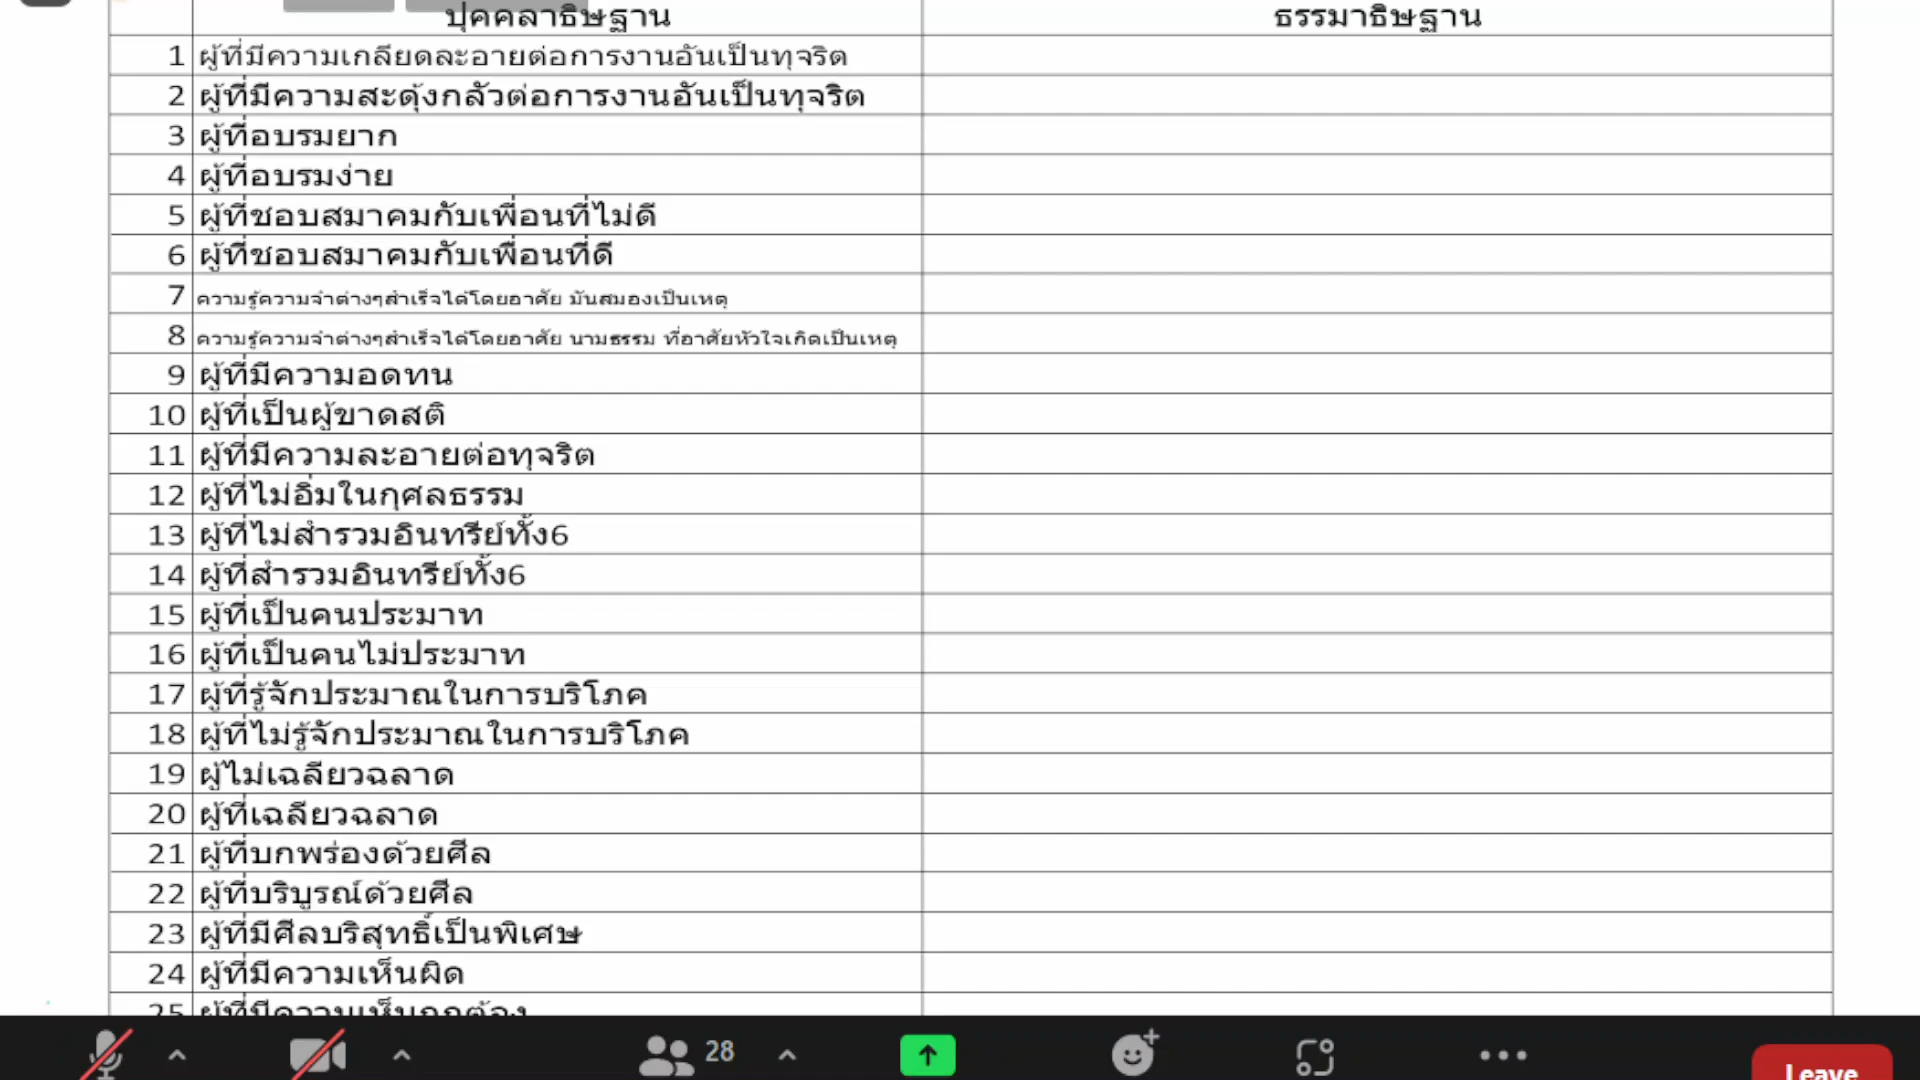 ปุคคลาธิษฐาน ธรรมาธิษฐาน
1 ผู้ที่มีความเกลียดละอายต่อการงานอันเป็นทุจริต
2 ผู้ที่มีความสะดุ้งกลัวต่อการงานอันเป็นทุจริต
3 ผู้ที่อบรมยาก
4 ผู้ที่อบรมง่าย
5 ผู้ที่ชอบสมาคมกับเพื่อนที่ไม่ดี
6 ผู้ที่ชอบสมาคมกับเพื่อนที่ดี
7 ความรู้ความจำต่างๆสำเร็จได้โดยอาศัย มันสมองเป็นเหตุ
8 ความรู้ความจำต่างๆสำเร็จได้โดยอาศัย นามธรรม ที่อาศัยหัวใจเกิดเป็นเหตุ
9 ผู้ที่มีความอดทน
10 ผู้ที่เป็นผู้ขาดสติ
11 ผู้ที่มีความละอายต่อทุจริต
12 ผู้ที่ไม่อิ่มในกุศลธรรม
13 ผู้ที่ไม่สำรวมอินทรีย์ทั้ง6
14 ผู้ที่สำรวมอินทรีย์ทั้ง6
15 ผู้ที่เป็นคนประมาท
16 ผู้ที่เป็นคนไม่ประมาท
17 ผู้ที่รู้จักประมาณในการบริโภค
18 ผู้ที่ไม่รู้จักประมาณในการบริโภค
19 ผู้ไม่เฉลียวฉลาด
20 ผู้ที่เฉลียวฉลาด
21 ผู้ที่บกพร่องด้วยศีล
22 ผู้ที่บริบูรณ์ด้วยศีล
23 ผู้ที่มีศีลบริสุทธิ์เป็นพิเศษ
24 ผู้ที่มีความเห็นผิด
25 ผู้ที่มีความเห็นถูกต้อง
28
Leave